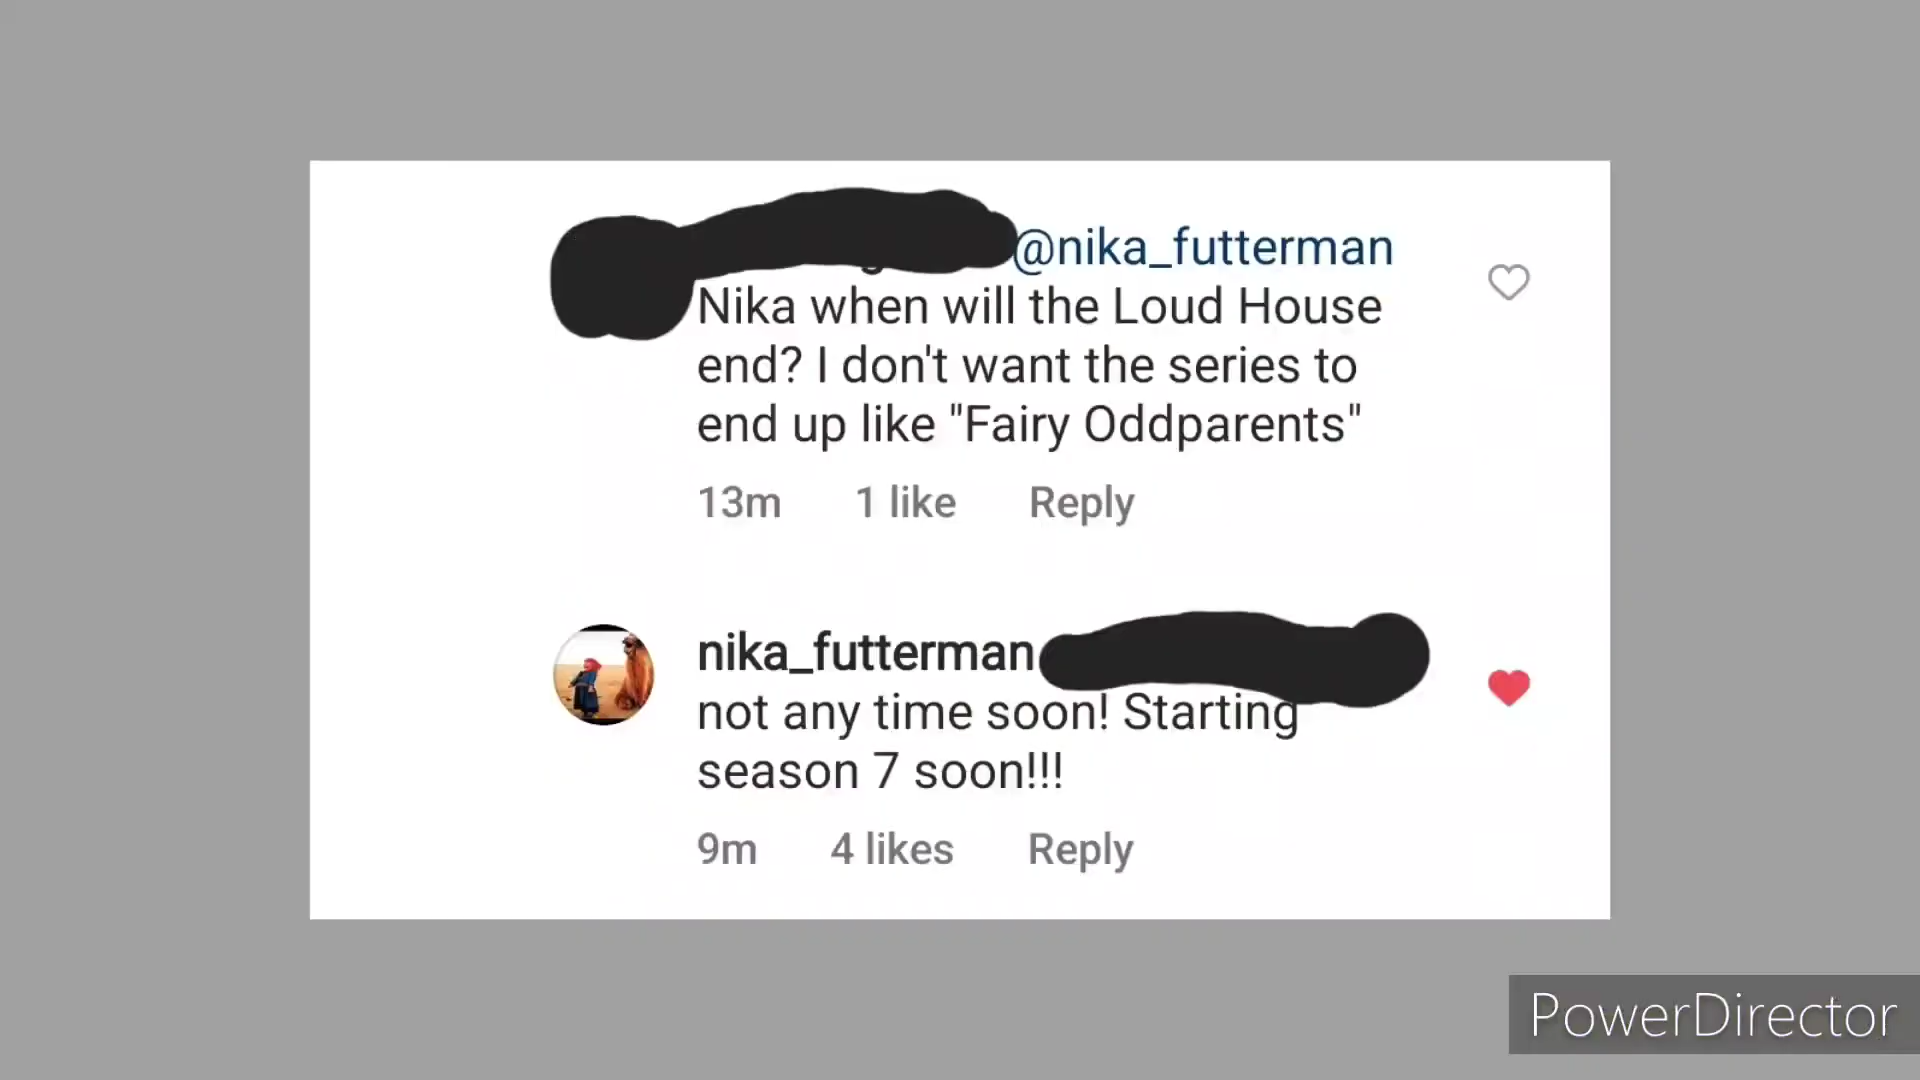 @nika_futterman
Nika when will the Loud House
end? I don't want the series to
end up like "Fairy Oddparents"
13m 1 like Reply
nika_futterman
not any time soon! Starting
season 7 soon!!!
9m 4 likes Reply
PowerDirector